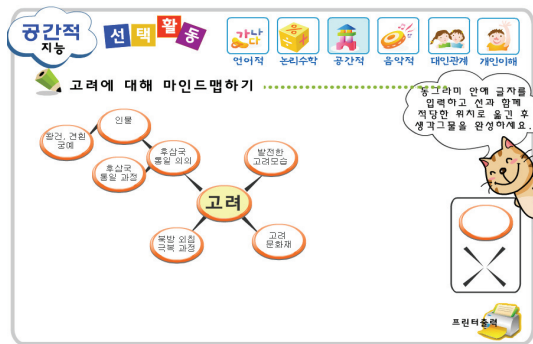 공간적
지능
선택활동
가나다
언어적
논리수학
공간적
음악적
대인관계
개인이해
고려에 대해 마인드맵하기
동그라미 안에 글자를
입력하고 선과 함께
적당한 위치로 옮긴 후
생각그물을 완성하세요.
인물
왕건, 견훤
궁예
후삼국
통일 의의
후삼국
통일 과정
발전한
고려모습
고려
북방 외침
극복 과정
고려
문화재
프린터출력